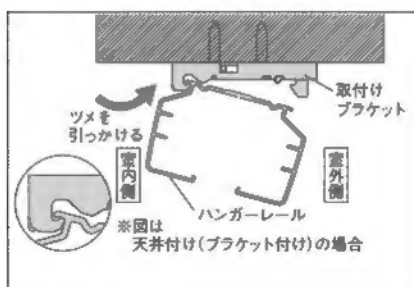 取付け
ブラケット
ツメを
引っかける
室内側
室外側
ハンガーレール
※図は
天井付け(ブラケット付け)の場合